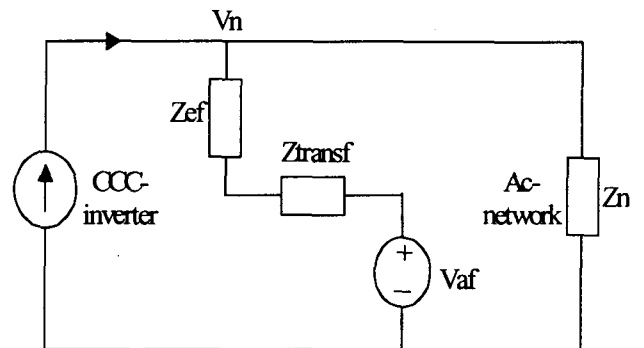 Vn
Zef
Ztransf
CCC-
inverter
Ac-
network
Zn
+
−
Vaf